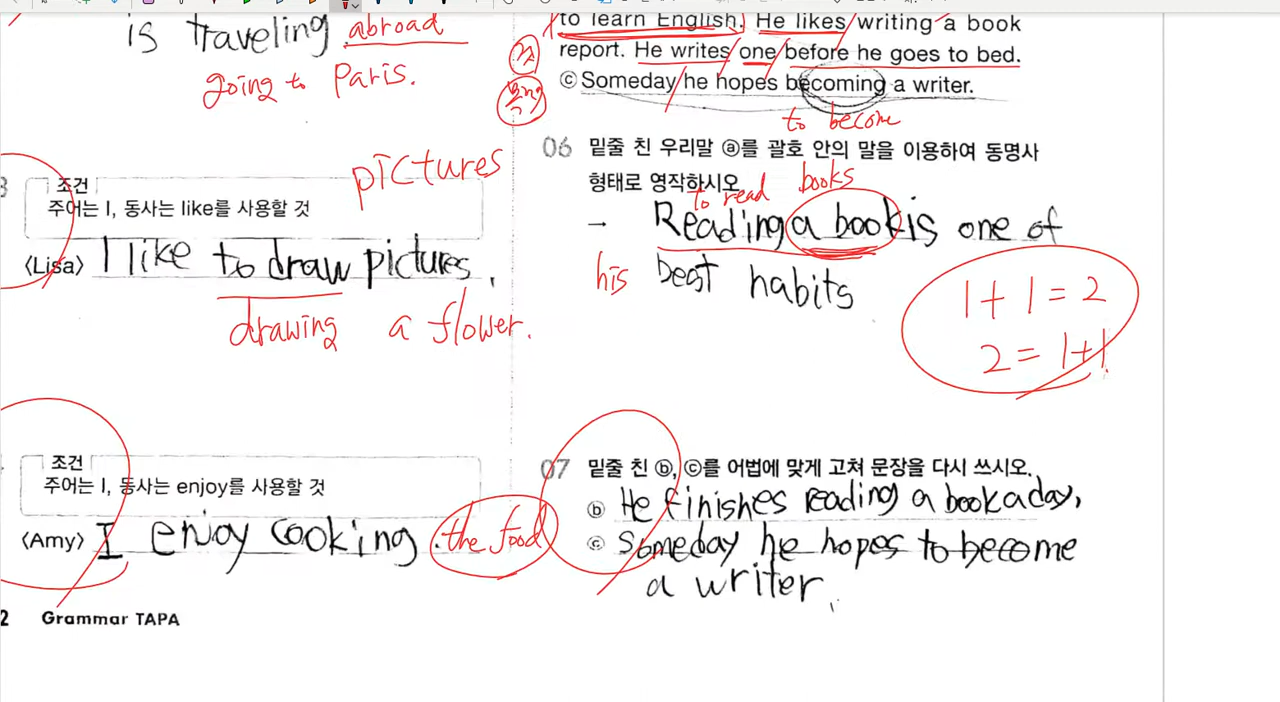 is traveling abroad
going to Paris.
pictures
조건
주어는 I, 동사는 like를 사용할 것
〈Lisa〉 I like to draw pictures.
drawing a flower.
조건
주어는 I, 동사는 enjoy를 사용할 것
〈Amy〉 I enjoy cooking. the food
2 Grammar TAPA
to learn English. He likes writing a book
report. He writes one before he goes to bed.
ⓒ Someday he hopes becoming a writer.
to become
06 밑줄 친 우리말 ⓐ를 괄호 안의 말을 이용하여 동명사
형태로 영작하시오.
to read books
→ Reading a book is one of
his best habits
1 + 1 = 2
2 = 1 + 1
07 밑줄 친 ⓑ, ⓒ를 어법에 맞게 고쳐 문장을 다시 쓰시오.
ⓑ He finishes reading a book a day,
ⓒ Someday he hopes to become
a writer.